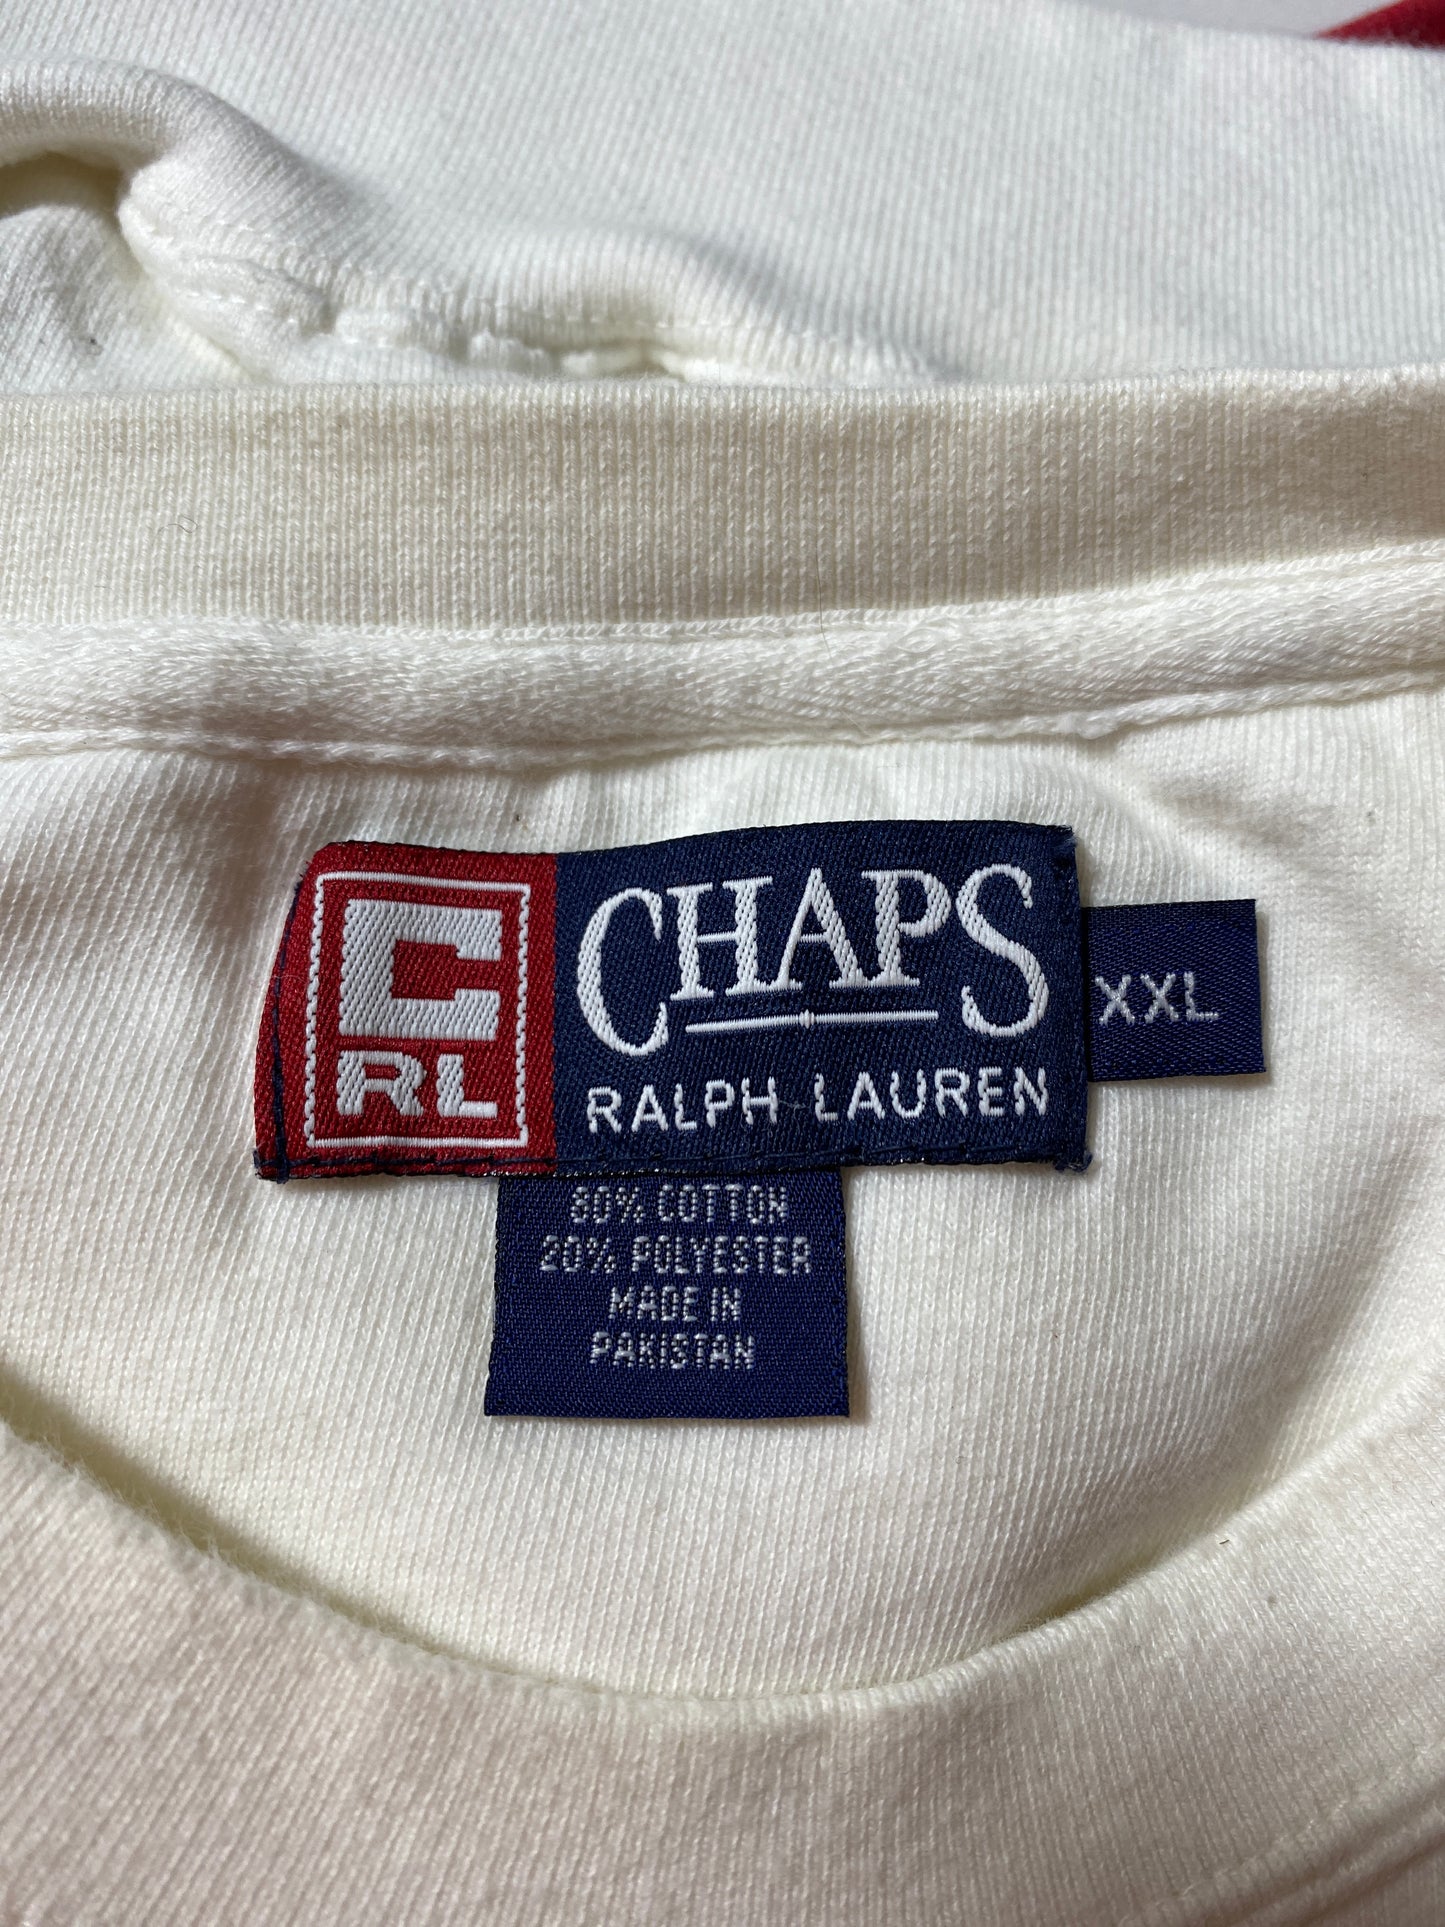 C
RL
CHAPS
RALPH LAUREN
XXL
80% COTTON
20% POLYESTER
MADE IN
PAKISTAN